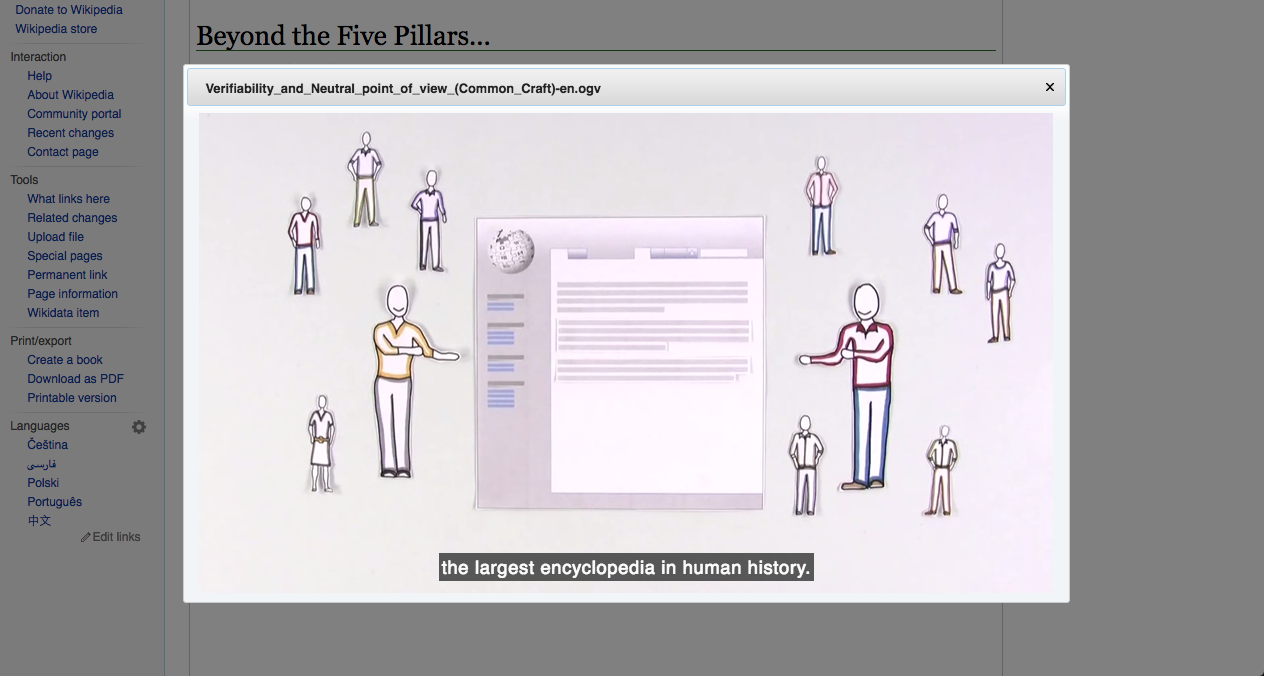 Donate to Wikipedia
Wikipedia store
Interaction
Help
About Wikipedia
Community portal
Recent changes
Contact page
Tools
What links here
Related changes
Upload file
Special pages
Permanent link
Page information
Wikidata item
Print/export
Create a book
Download as PDF
Printable version
Languages
Čeština
فارسی
Polski
Português
中文
Edit links
Beyond the Five Pillars...
Verifiability_and_Neutral_point_of_view_(Common_Craft)-en.ogv
×
the largest encyclopedia in human history.